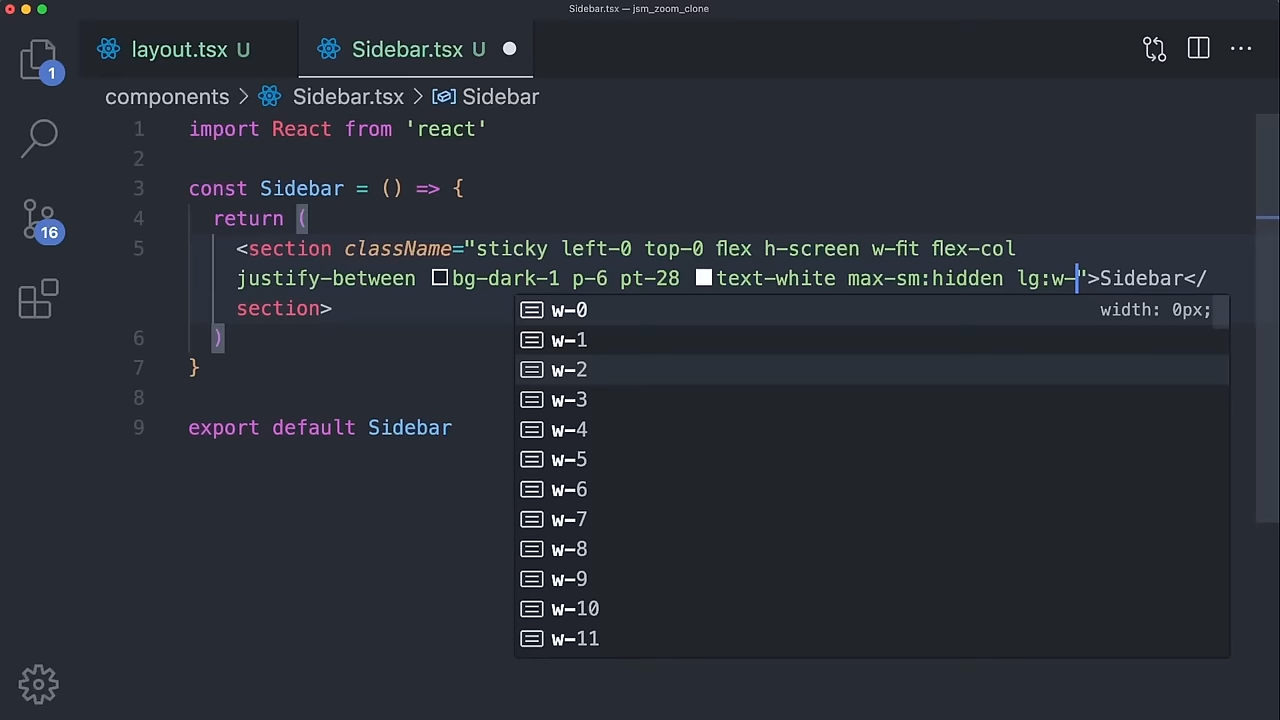 Sidebar.tsx — jsm_zoom_clone
layout.tsx U
Sidebar.tsx U
1
components > Sidebar.tsx > Sidebar
1 import React from 'react'
2
3 const Sidebar = () => {
4 return (
5 <section className="sticky left-0 top-0 flex h-screen w-fit flex-col
justify-between bg-dark-1 p-6 pt-28 text-white max-sm:hidden lg:w-">Sidebar</
section>
6 )
7 }
8
9 export default Sidebar
16
w-0 width: 0px;
w-1
w-2
w-3
w-4
w-5
w-6
w-7
w-8
w-9
w-10
w-11